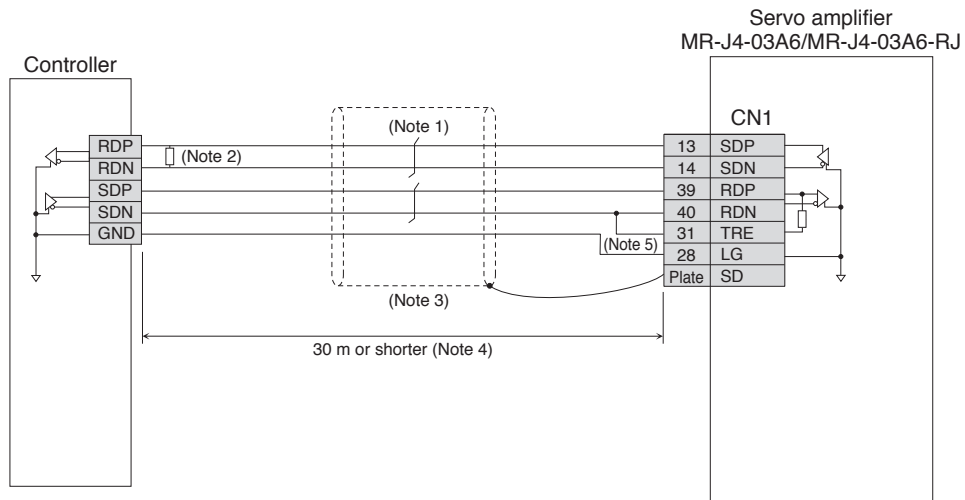 Servo amplifier
MR-J4-03A6/MR-J4-03A6-RJ
Controller
CN1
(Note 1)
RDP
(Note 2)
13 SDP
RDN
14 SDN
SDP
39 RDP
SDN
40 RDN
GND
31 TRE
(Note 5)
28 LG
Plate SD
(Note 3)
30 m or shorter (Note 4)